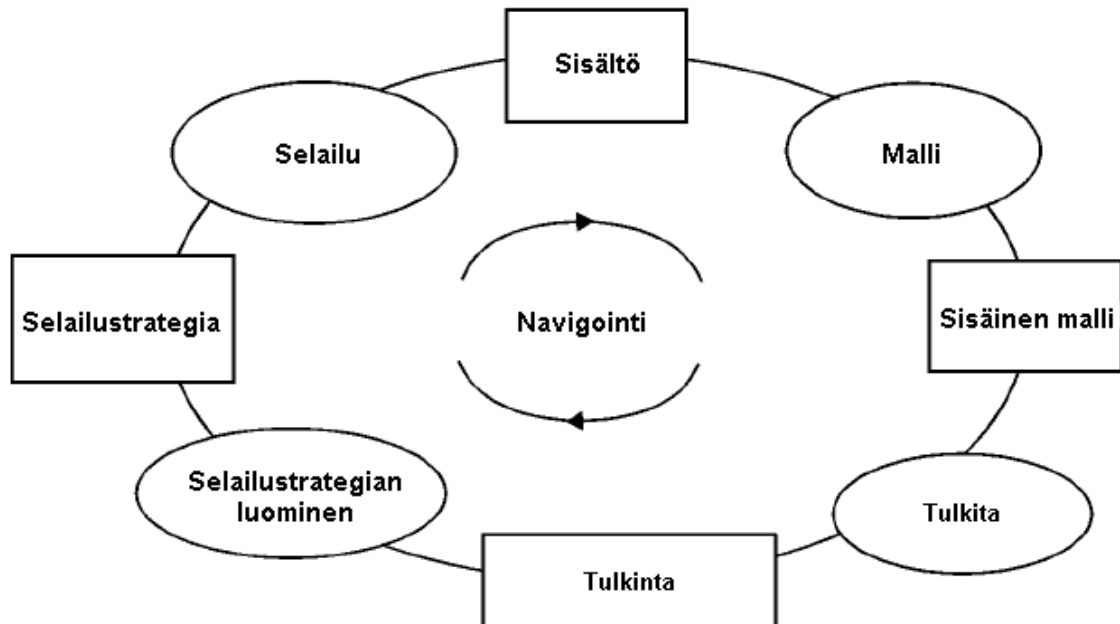 Sisältö
Selailu
Malli
Selailustrategia
Navigointi
Sisäinen malli
Selailustrategian
luominen
Tulkita
Tulkinta